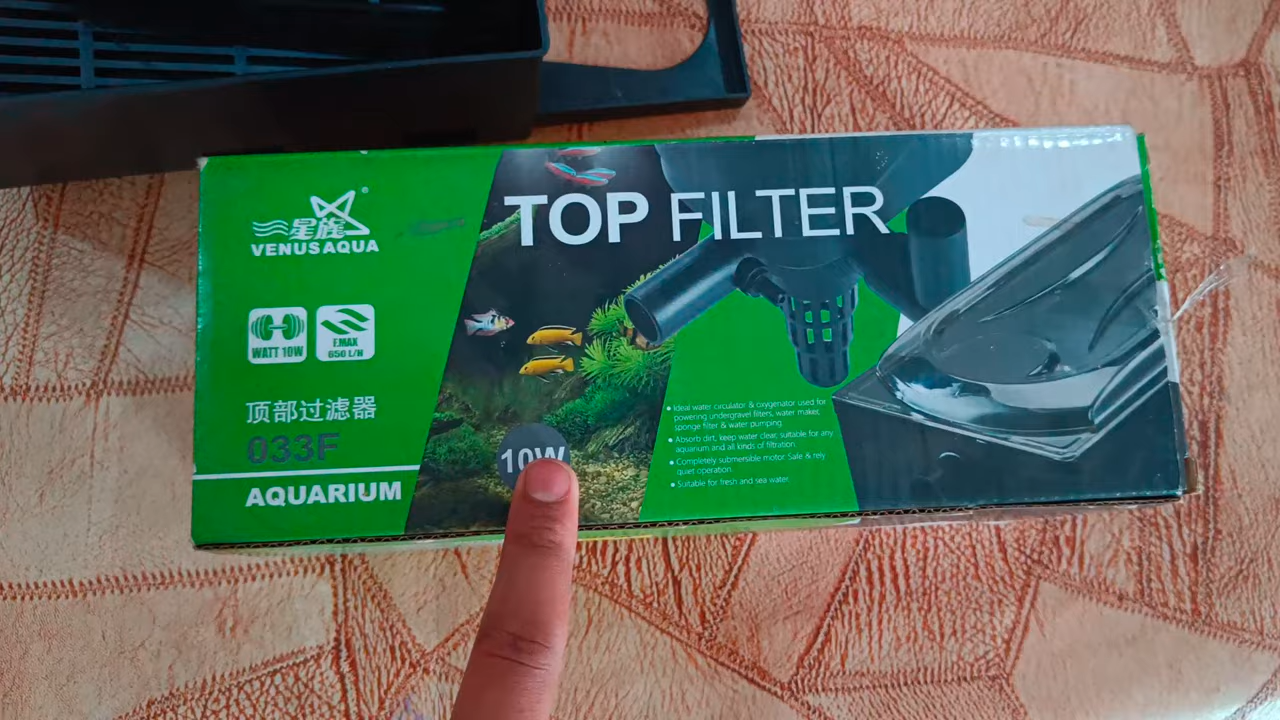 星旗
VENUSAQUA
WATT 10W
F.MAX
650 L/H
顶部过滤器
033F
AQUARIUM
TOP FILTER
10W
• Ideal water circulator & oxygenator used for
powering undergravel filters, water maker,
sponge filter & water pumping.
• Absorb dirt, keep water clear, suitable for any
aquarium and all kinds of filtration.
• Completely submersible motor Safe & rely
quiet operation.
• Suitable for fresh and sea water.